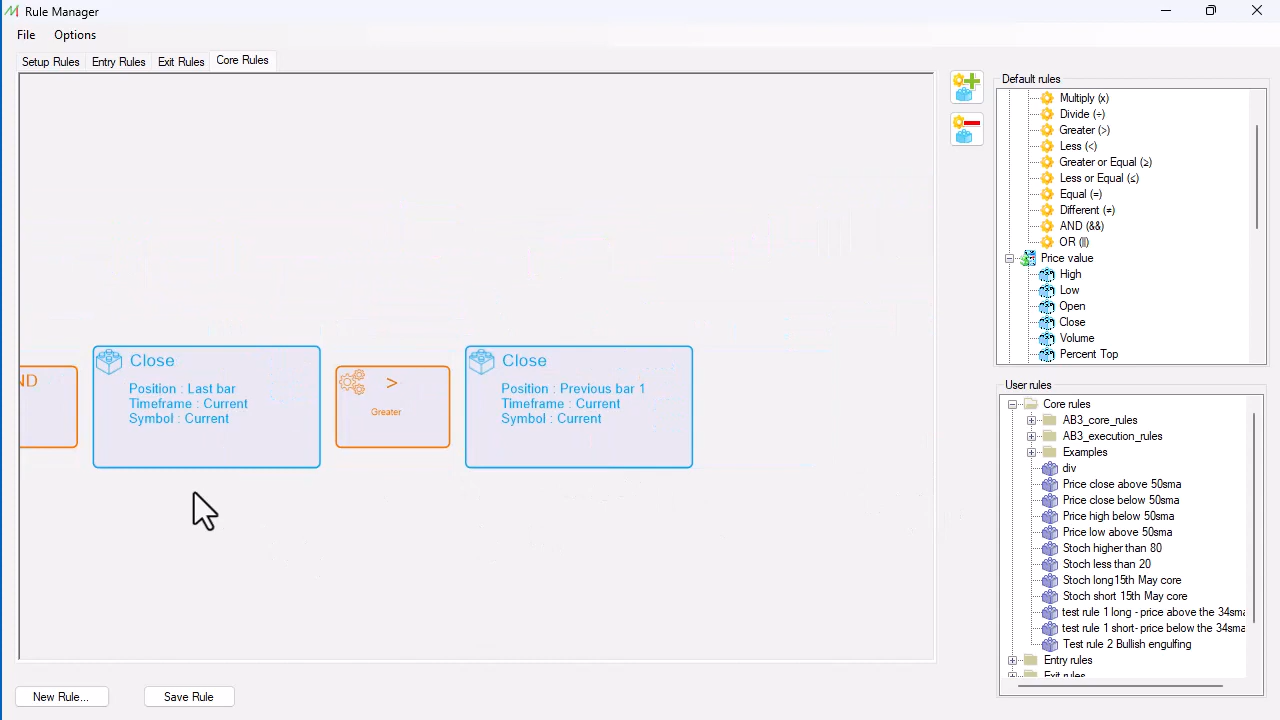 Rule Manager
File Options
Setup Rules Entry Rules Exit Rules Core Rules
ND
Close
Position : Last bar
Timeframe : Current
Symbol : Current
>
Greater
Close
Position : Previous bar 1
Timeframe : Current
Symbol : Current
New Rule... Save Rule
Default rules
Multiply (x)
Divide (÷)
Greater (>)
Less (<)
Greater or Equal (≥)
Less or Equal (≤)
Equal (=)
Different (≠)
AND (&&)
OR (||)
Price value
High
Low
Open
Close
Volume
Percent Top
User rules
Core rules
AB3_core_rules
AB3_execution_rules
Examples
div
Price close above 50sma
Price close below 50sma
Price high below 50sma
Price low above 50sma
Stoch higher than 80
Stoch less than 20
Stoch long15th May core
Stoch short 15th May core
test rule 1 long - price above the 34sma
test rule 1 short- price below the 34sma
Test rule 2 Bullish engulfing
Entry rules
Exit rules